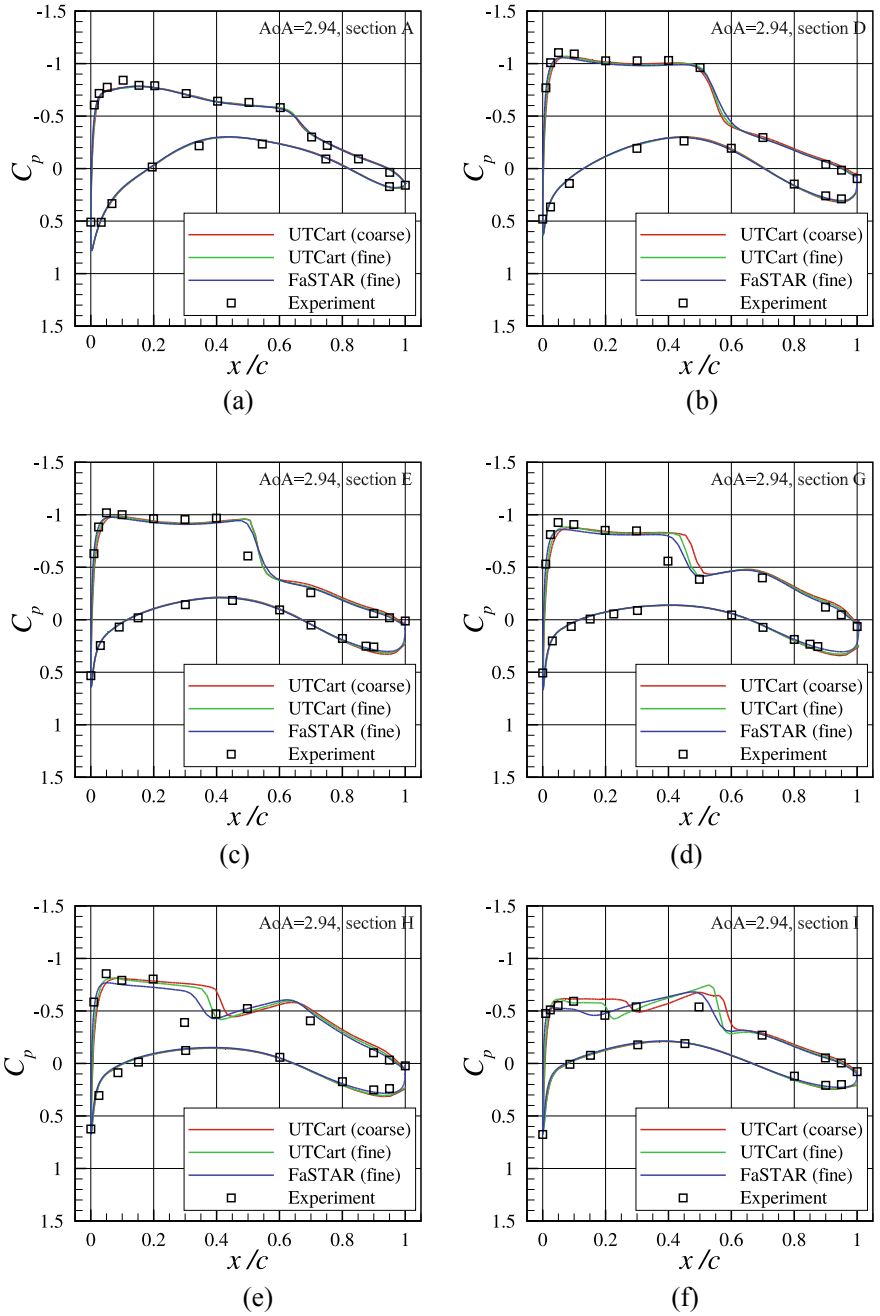 AoA=2.94, section A
-1.5
-1
-0.5
0
0.5
1
1.5
C_p
UTCart (coarse)
UTCart (fine)
FaSTAR (fine)
Experiment
0 0.2 0.4 0.6 0.8 1
x/c
(a)
AoA=2.94, section D
-1.5
-1
-0.5
0
0.5
1
1.5
C_p
UTCart (coarse)
UTCart (fine)
FaSTAR (fine)
Experiment
0 0.2 0.4 0.6 0.8 1
x/c
(b)
AoA=2.94, section E
-1.5
-1
-0.5
0
0.5
1
1.5
C_p
UTCart (coarse)
UTCart (fine)
FaSTAR (fine)
Experiment
0 0.2 0.4 0.6 0.8 1
x/c
(c)
AoA=2.94, section G
-1.5
-1
-0.5
0
0.5
1
1.5
C_p
UTCart (coarse)
UTCart (fine)
FaSTAR (fine)
Experiment
0 0.2 0.4 0.6 0.8 1
x/c
(d)
AoA=2.94, section H
-1.5
-1
-0.5
0
0.5
1
1.5
C_p
UTCart (coarse)
UTCart (fine)
FaSTAR (fine)
Experiment
0 0.2 0.4 0.6 0.8 1
x/c
(e)
AoA=2.94, section I
-1.5
-1
-0.5
0
0.5
1
1.5
C_p
UTCart (coarse)
UTCart (fine)
FaSTAR (fine)
Experiment
0 0.2 0.4 0.6 0.8 1
x/c
(f)